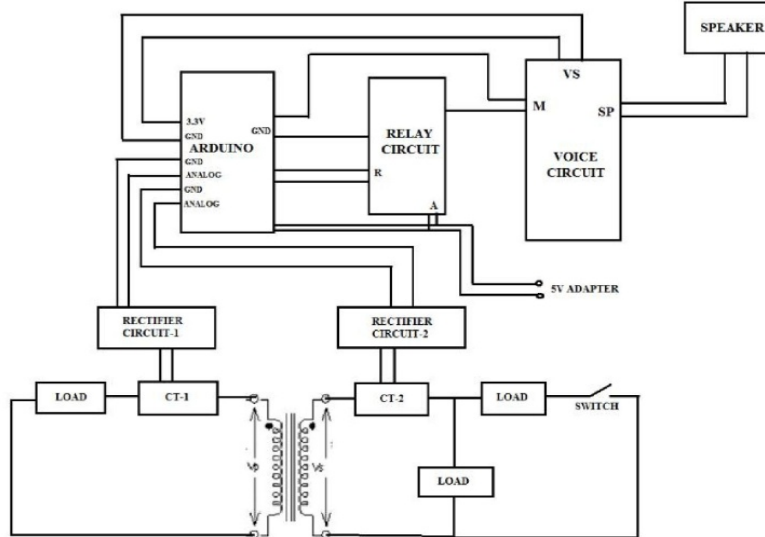 SPEAKER
VS
M
SP
VOICE
CIRCUIT
3.3V
GND
GND
ARDUINO
GND
ANALOG
GND
ANALOG
RELAY
CIRCUIT
R
A
5V ADAPTER
RECTIFIER
CIRCUIT-1
RECTIFIER
CIRCUIT-2
LOAD
CT-1
CT-2
LOAD
SWITCH
Vp
Vs
LOAD